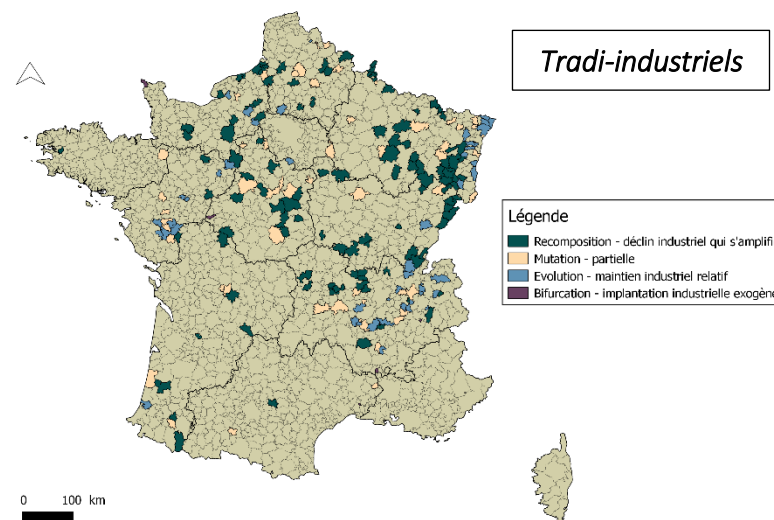 Tradi-industriels
Légende
Recomposition - déclin industriel qui s'amplifi
Mutation - partielle
Evolution - maintien industriel relatif
Bifurcation - implantation industrielle exogène
0 100 km